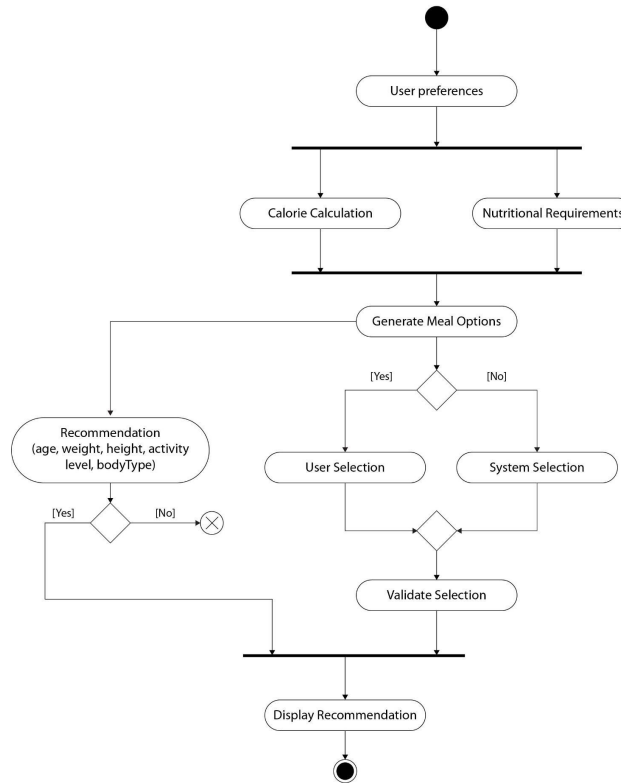 User preferences
Calorie Calculation
Nutritional Requirements
Generate Meal Options
[Yes]
[No]
Recommendation
(age, weight, height, activity
level, bodyType)
User Selection
System Selection
[Yes]
[No]
Validate Selection
Display Recommendation